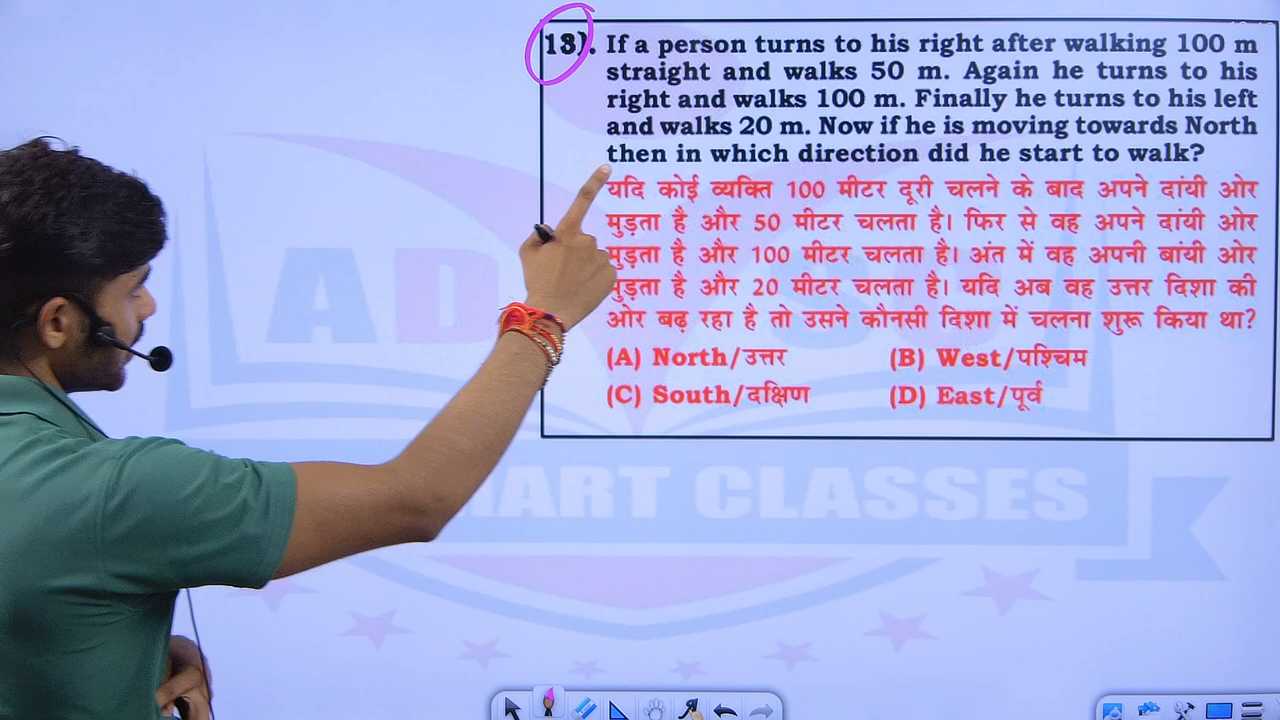 13). If a person turns to his right after walking 100 m
straight and walks 50 m. Again he turns to his
right and walks 100 m. Finally he turns to his left
and walks 20 m. Now if he is moving towards North
then in which direction did he start to walk?
यदि कोई व्यक्ति 100 मीटर दूरी चलने के बाद अपने दांयी ओर
मुड़ता है और 50 मीटर चलता है। फिर से वह अपने दांयी ओर
मुड़ता है और 100 मीटर चलता है। अंत में वह अपनी बांयी ओर
मुड़ता है और 20 मीटर चलता है। यदि अब वह उत्तर दिशा की
ओर बढ़ रहा है तो उसने कौनसी दिशा में चलना शुरू किया था?
(A) North/उत्तर (B) West/पश्चिम
(C) South/दक्षिण (D) East/पूर्व
CLASSES